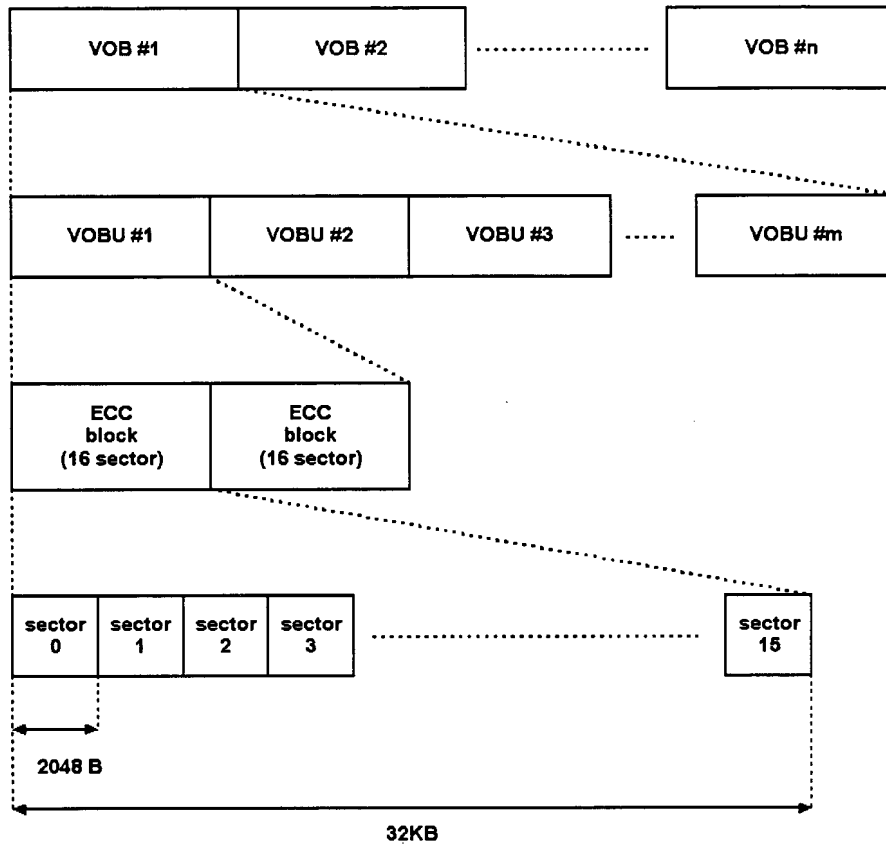 VOB #1
VOB #2
VOB #n
VOBU #1
VOBU #2
VOBU #3
VOBU #m
ECC
block
(16 sector)
ECC
block
(16 sector)
sector
0
sector
1
sector
2
sector
3
sector
15
2048 B
32KB